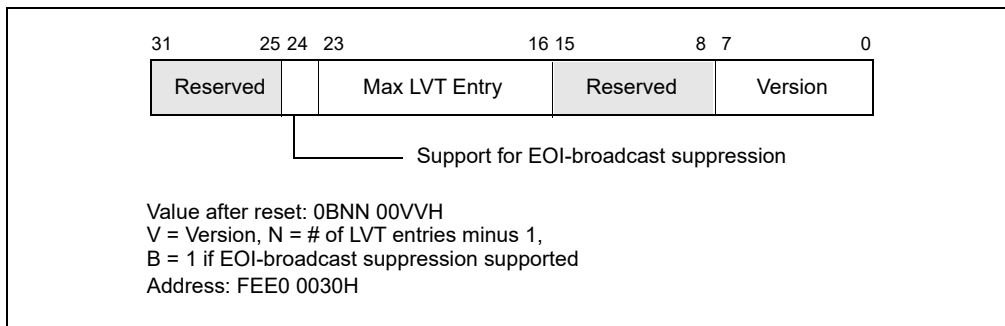 31 25 24 23 16 15 8 7 0
Reserved Max LVT Entry Reserved Version
Support for EOI-broadcast suppression
Value after reset: 0BNN 00VVH
V = Version, N = # of LVT entries minus 1,
B = 1 if EOI-broadcast suppression supported
Address: FEE0 0030H